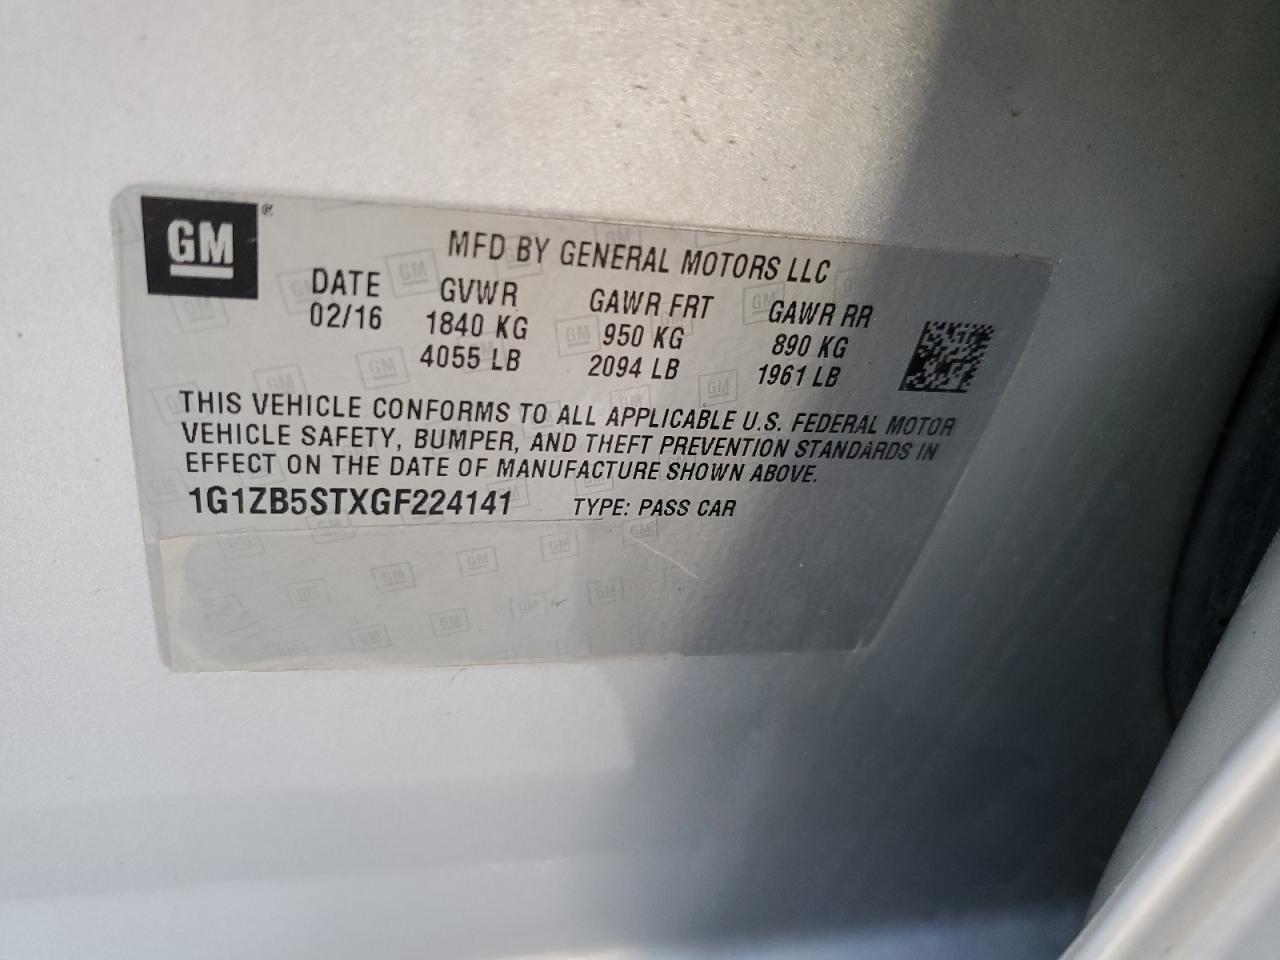 GM®
MFD BY GENERAL MOTORS LLC
DATE GVWR GAWR FRT GAWR RR
02/16 1840 KG 950 KG 890 KG
4055 LB 2094 LB 1961 LB
THIS VEHICLE CONFORMS TO ALL APPLICABLE U.S. FEDERAL MOTOR
VEHICLE SAFETY, BUMPER, AND THEFT PREVENTION STANDARDS IN
EFFECT ON THE DATE OF MANUFACTURE SHOWN ABOVE.
1G1ZB5STXGF224141 TYPE: PASS CAR